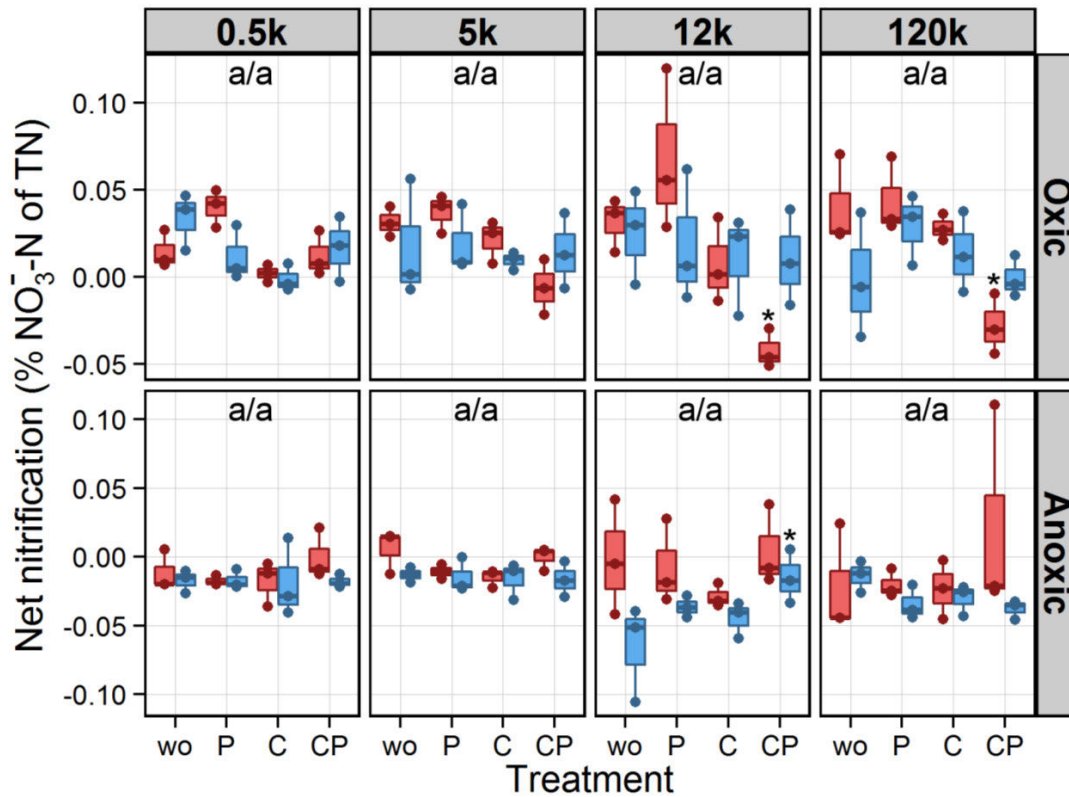 0.5k 5k 12k 120k
a/a a/a a/a a/a
0.10
0.05
0.00
-0.05
* *
Oxic
a/a a/a a/a a/a
0.10
0.05
0.00
-0.05
-0.10
*
Anoxic
Net nitrification (% NO₃⁻-N of TN)
wo P C CP wo P C CP wo P C CP wo P C CP
Treatment